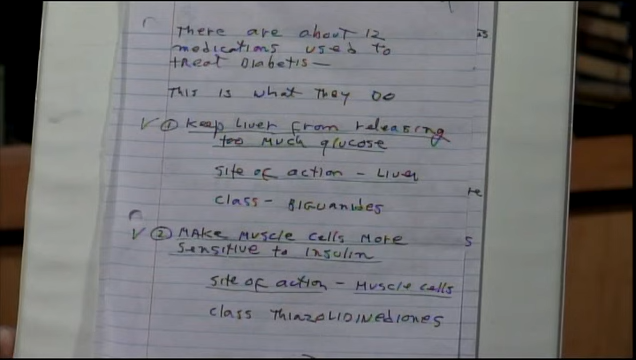 There are about 12
medications used to
treat Diabetis—
This is what they DO
① Keep Liver from releasing
too Much glucose
Site of action - Liver
class - BIGUANIDES
② MAKE Muscle cells More
Sensitive to Insulin
Site of Action - Muscle cells
class THIAZOLIDINEDIONES